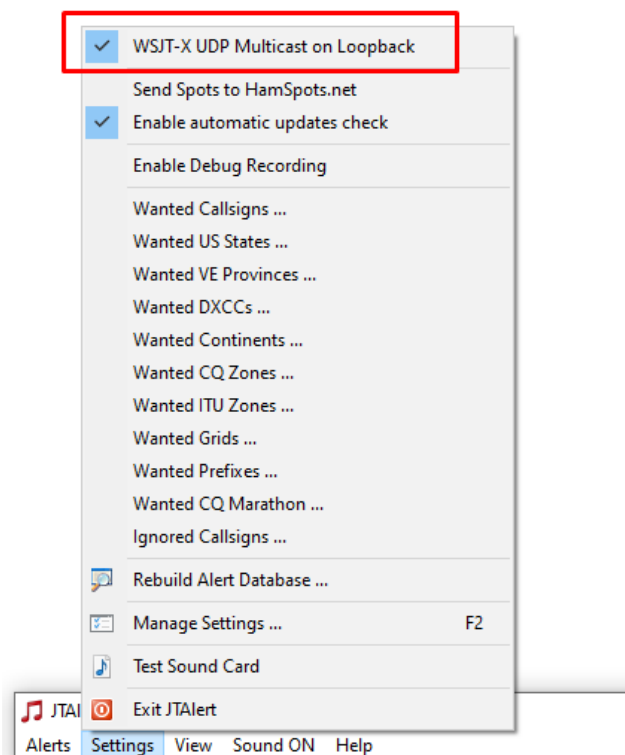 WSJT-X UDP Multicast on Loopback
Send Spots to HamSpots.net
Enable automatic updates check
Enable Debug Recording
Wanted Callsigns ...
Wanted US States ...
Wanted VE Provinces ...
Wanted DXCCs ...
Wanted Continents ...
Wanted CQ Zones ...
Wanted ITU Zones ...
Wanted Grids ...
Wanted Prefixes ...
Wanted CQ Marathon ...
Ignored Callsigns ...
Rebuild Alert Database ...
Manage Settings ... F2
Test Sound Card
Exit JTAlert
JTAl
Alerts Settings View Sound ON Help